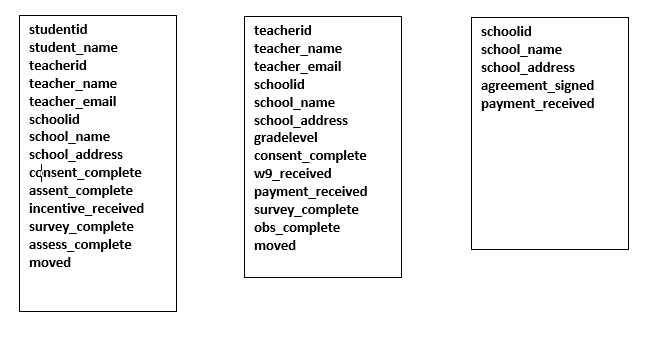 studentid
student_name
teacherid
teacher_name
teacher_email
schoolid
school_name
school_address
consent_complete
assent_complete
incentive_received
survey_complete
assess_complete
moved
teacherid
teacher_name
teacher_email
schoolid
school_name
school_address
gradelevel
consent_complete
w9_received
payment_received
survey_complete
obs_complete
moved
schoolid
school_name
school_address
agreement_signed
payment_received